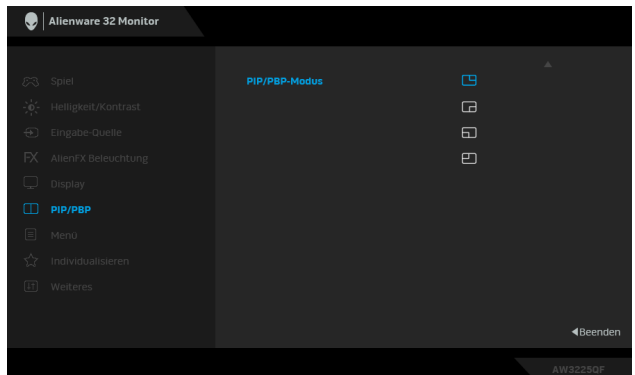 Alienware 32 Monitor
Spiel
PIP/PBP-Modus
Helligkeit/Kontrast
Eingabe-Quelle
FX AlienFX Beleuchtung
Display
PIP/PBP
Menü
Individualisieren
Weiteres
Beenden
AW3225QF